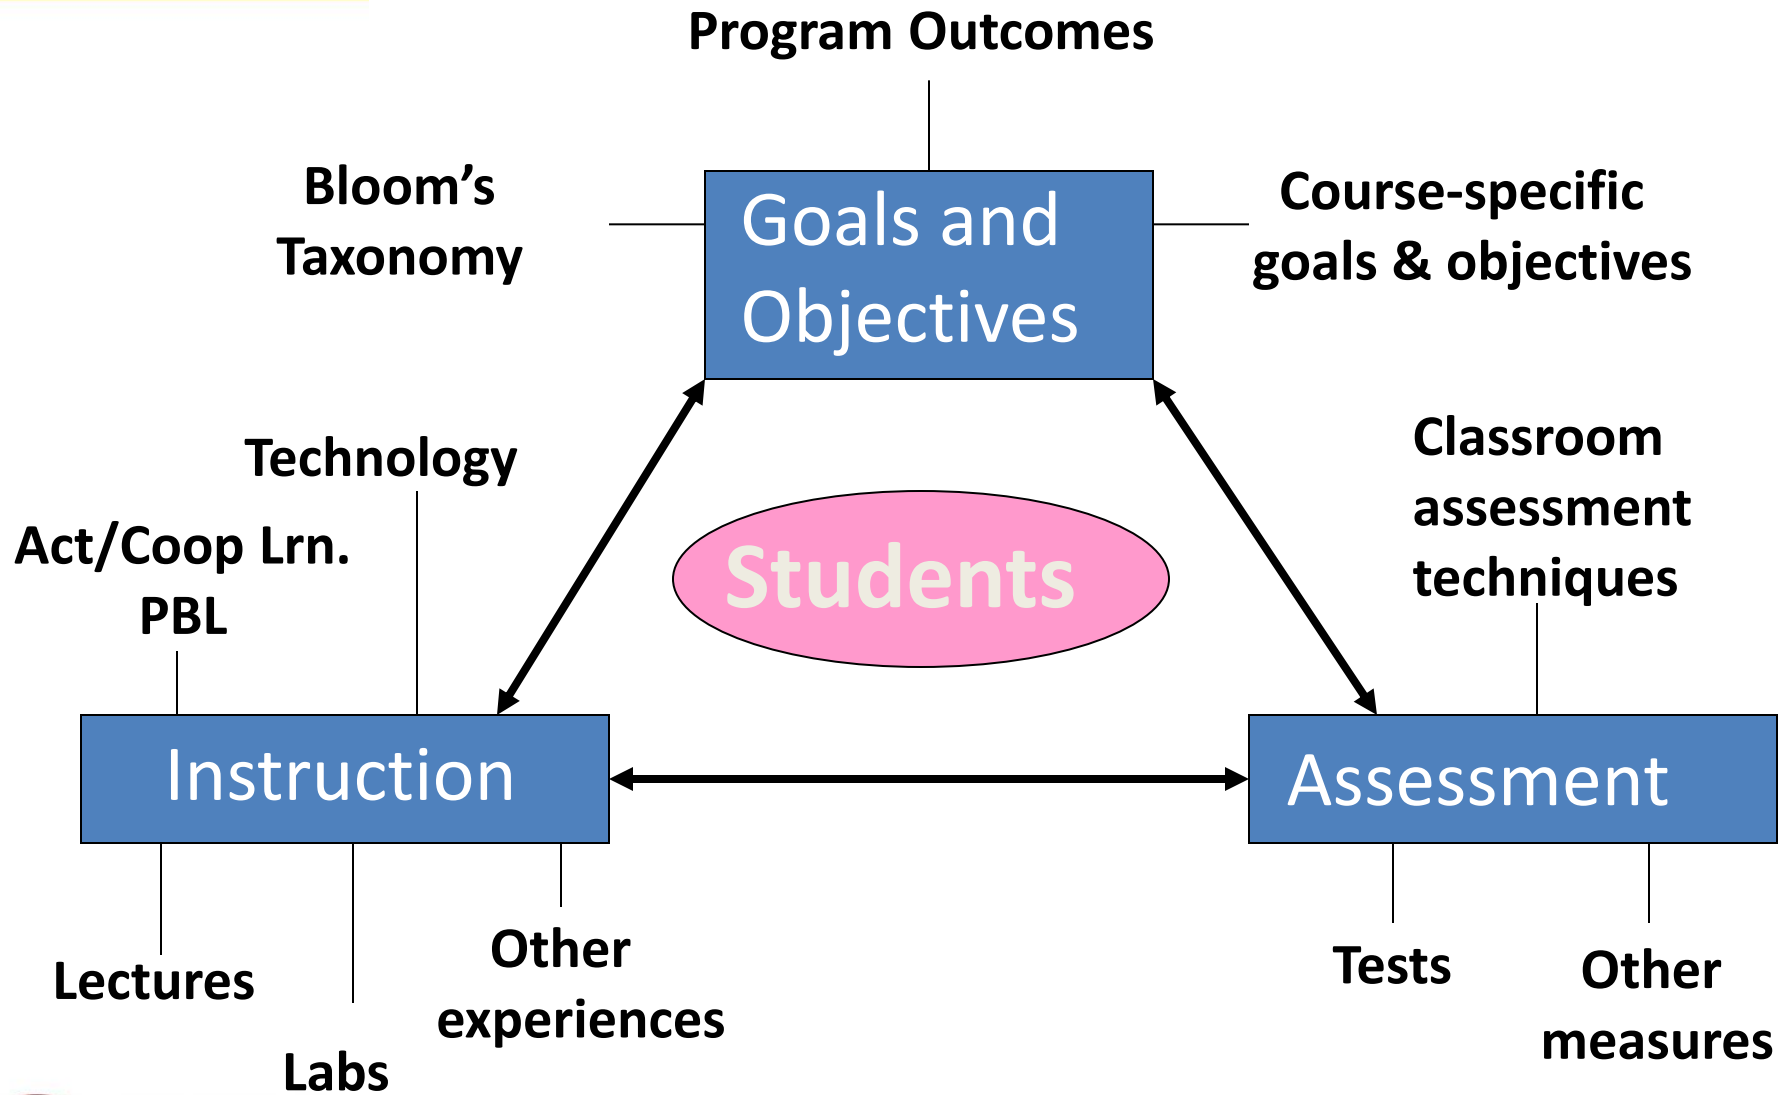 Program Outcomes
Bloom’s
Taxonomy
Goals and
Objectives
Course-specific
goals & objectives
Technology
Act/Coop Lrn.
PBL
Students
Classroom
assessment
techniques
Instruction
Assessment
Lectures
Labs
Other
experiences
Tests
Other
measures